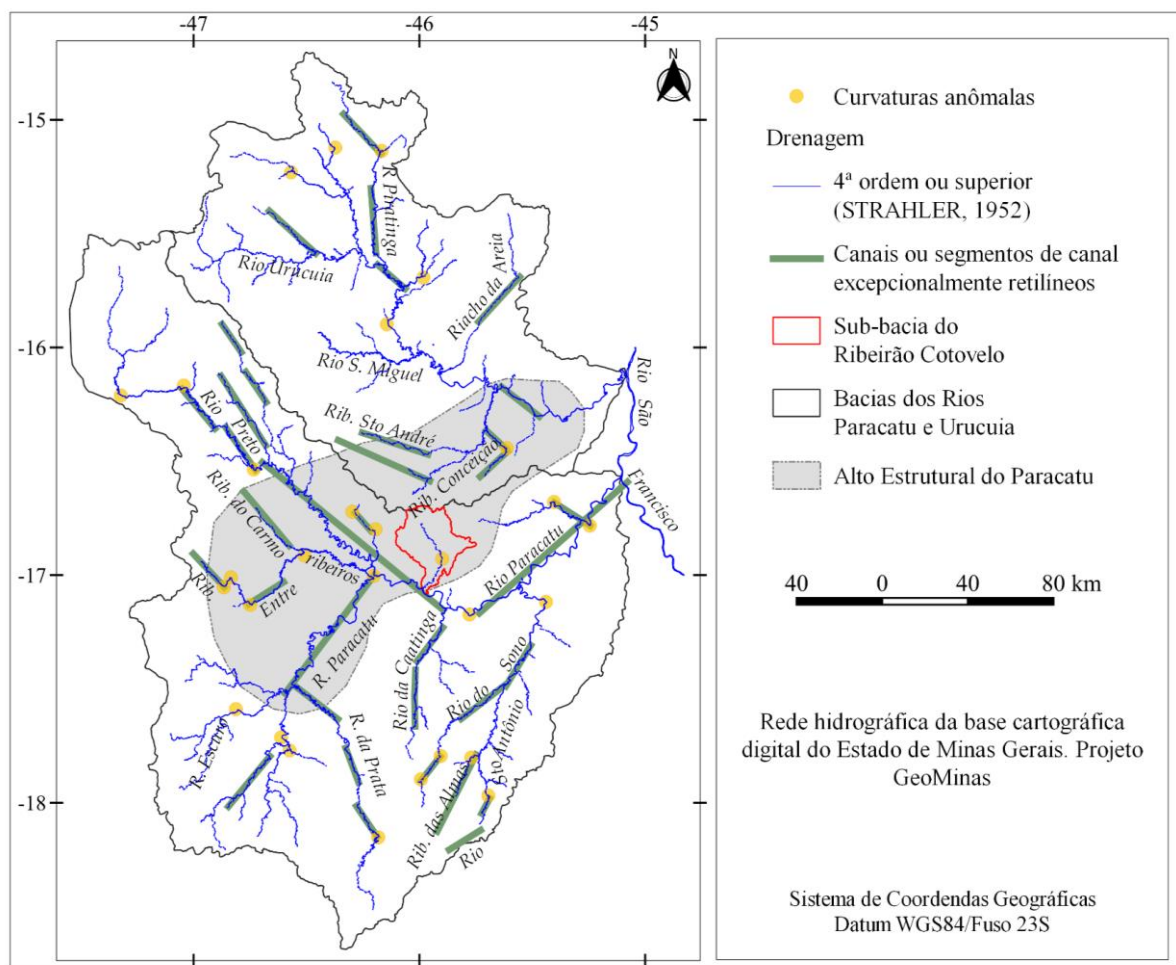 -47
-46
-45
N
-15
-16
-17
-18
R Piratinga
Rio Urucuia
Riacho da Areia
Rio S. Miguel
Rio São
Francisco
Rio Preto
Rib. Sto André
Rib. Conceição
Rib. do Carmo
Rib. Entre ribeiros
Rio Paracatu
R. Paracatu
Rio da Caatinga
Rio do Sono
R. Escuro
R. da Prata
Rib. das Almas
Rio Sto Antônio
-47
-46
-45
Curvaturas anômalas
Drenagem
4ª ordem ou superior
(STRAHLER, 1952)
Canais ou segmentos de canal
excepcionalmente retilíneos
Sub-bacia do
Ribeirão Cotovelo
Bacias dos Rios
Paracatu e Urucuia
Alto Estrutural do Paracatu
40 0 40 80 km
Rede hidrográfica da base cartográfica
digital do Estado de Minas Gerais. Projeto
GeoMinas
Sistema de Coordendas Geográficas
Datum WGS84/Fuso 23S